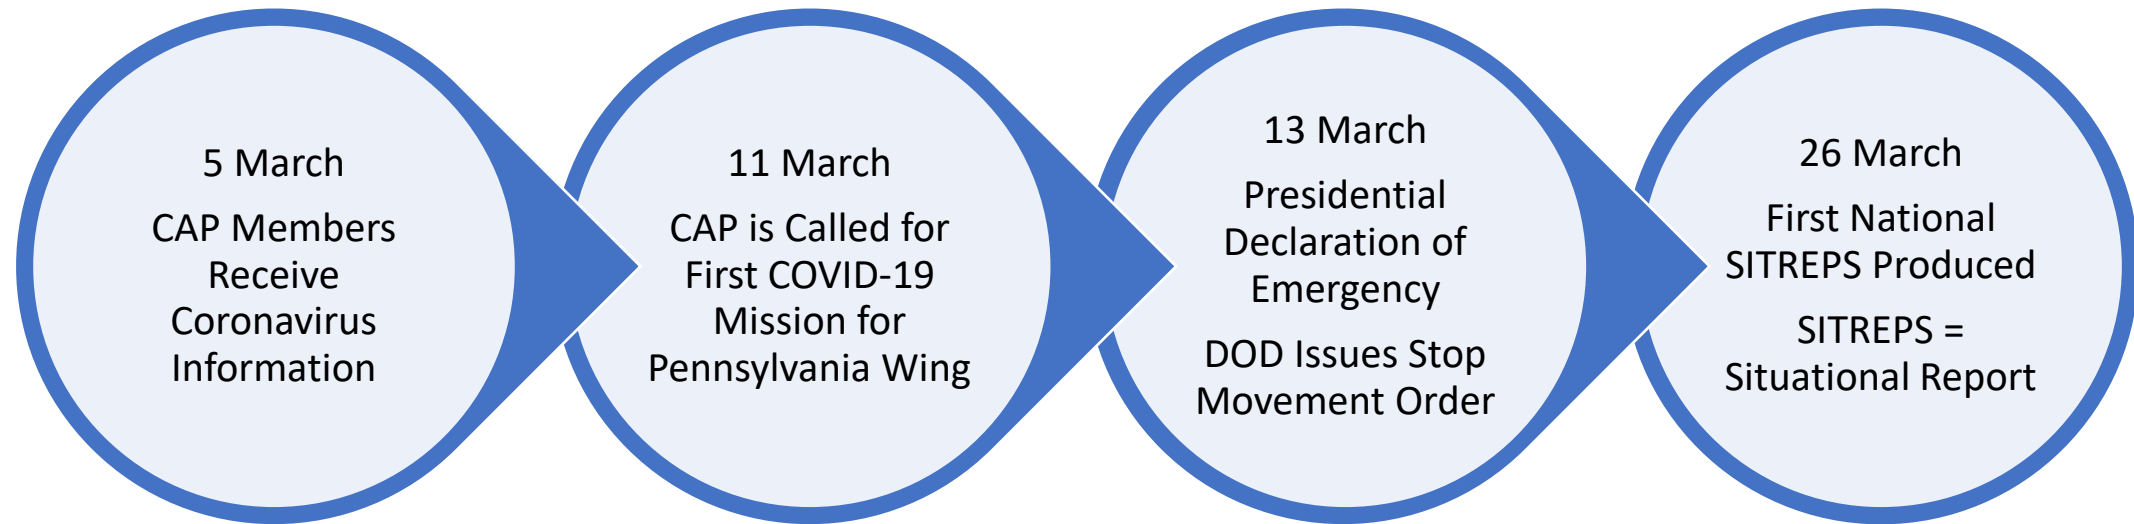 5 March
CAP Members
Receive
Coronavirus
Information
11 March
CAP is Called for
First COVID-19
Mission for
Pennsylvania Wing
13 March
Presidential
Declaration of
Emergency
DOD Issues Stop
Movement Order
26 March
First National
SITREPS Produced
SITREPS =
Situational Report